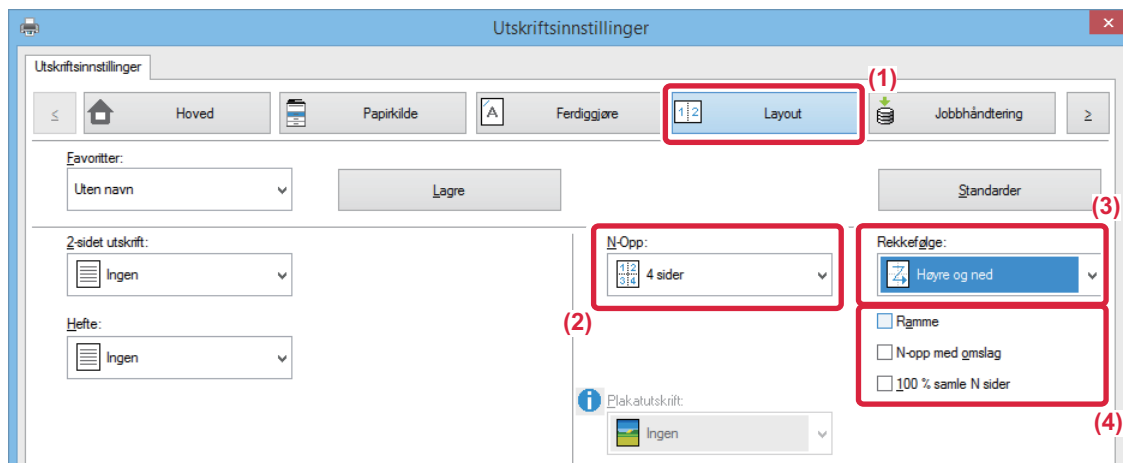 Utskriftsinnstillinger
Utskriftsinnstillinger
(1)
Hoved Papirkilde Ferdiggjøre Layout Jobbhåndtering
Favoritter:
Uten navn Lagre Standarder
(3)
2-sidet utskrift: N-Opp: Rekkefølge:
Ingen 4 sider Høyre og ned
(2)
Hefte: Ramme
Ingen N-opp med omslag
100 % samle N sider
Plakatutskrift: (4)
Ingen